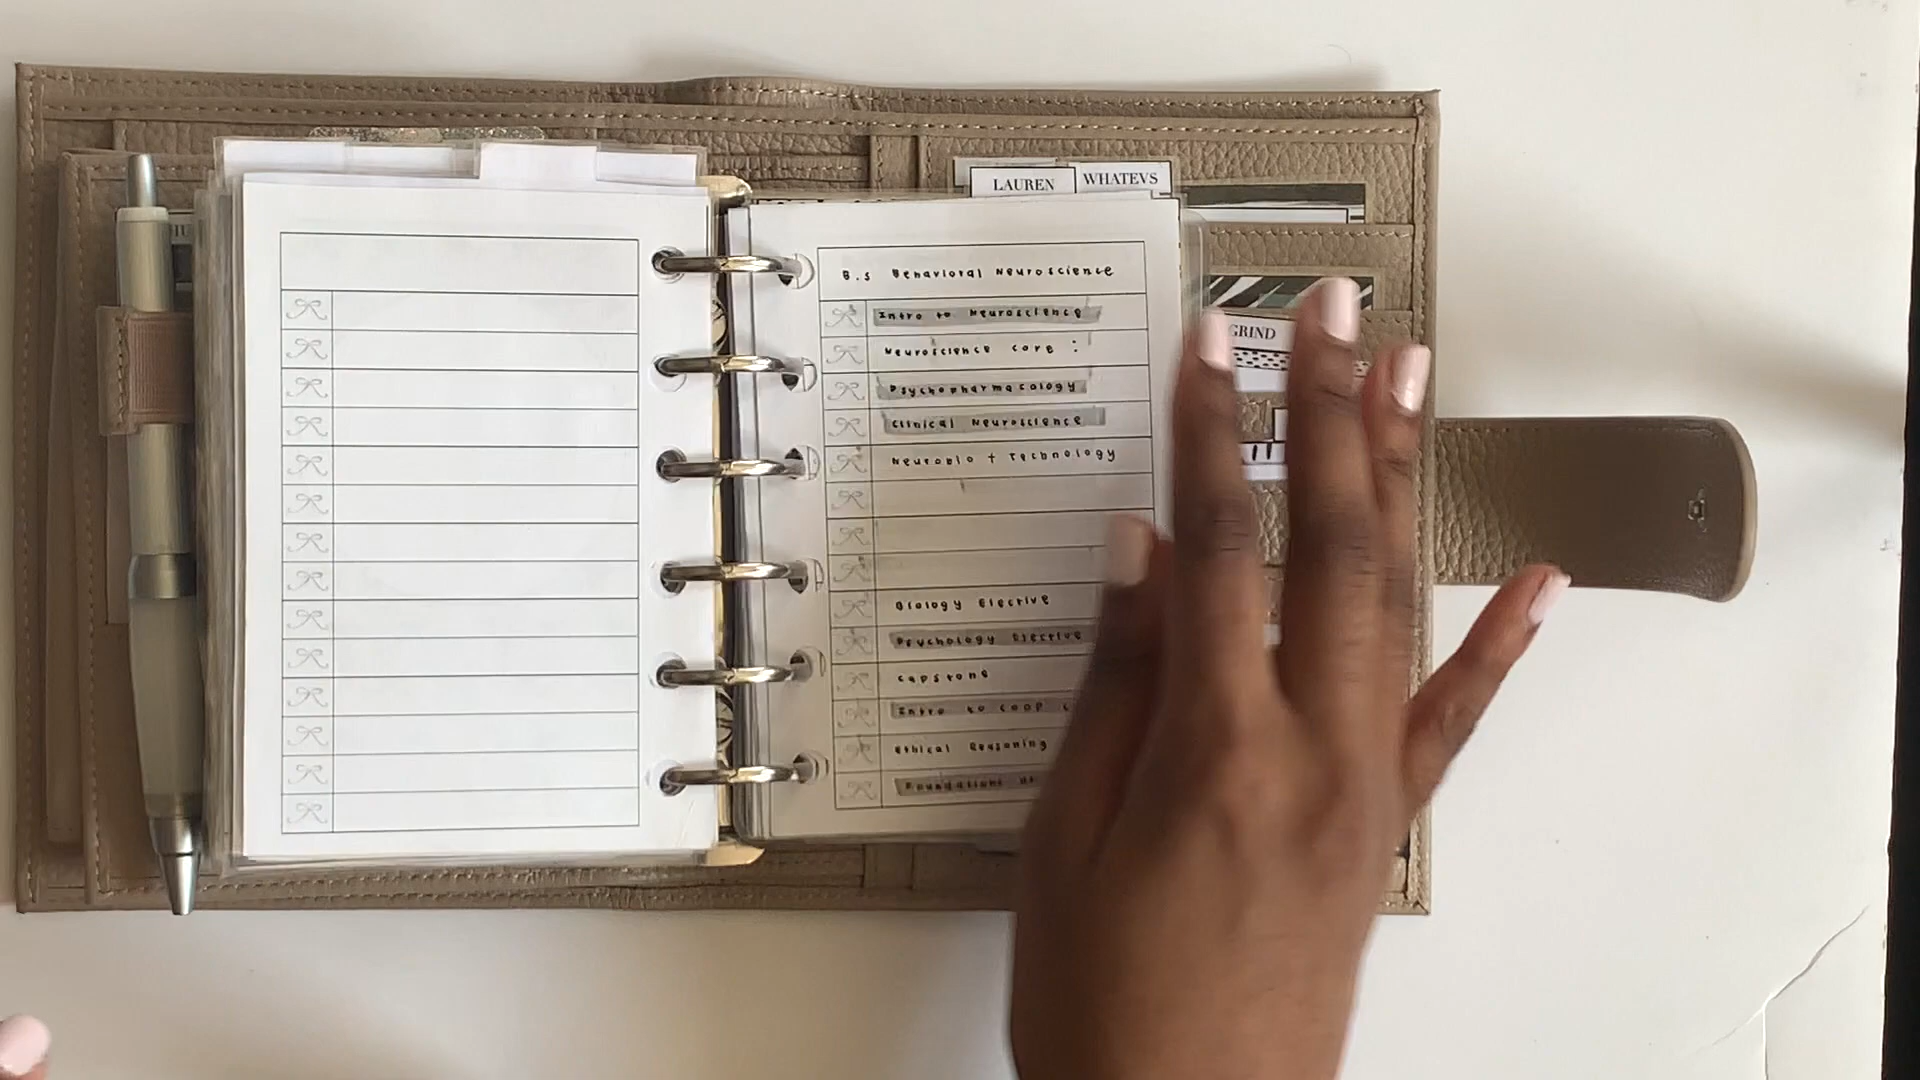 LAUREN
WHATEVS
GRIND
B.S Behavioral Neuroscience
Intro to Neuroscience
Neuroscience core :
Psychopharmacology
Clinical Neuroscience
Neurobio + Technology
Biology Elective
Psychology Elective
capstone
Intro to coop
Ethical Reasoning
Foundations